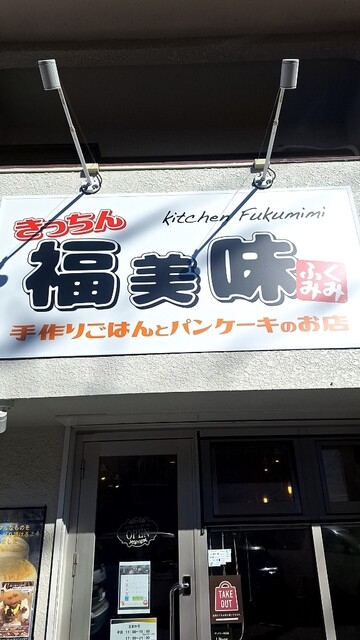 きっちん
kitchen Fukumimi
福美味
ふくみみ
手作りごはんとパンケーキのお店
OPEN
TAKE
OUT